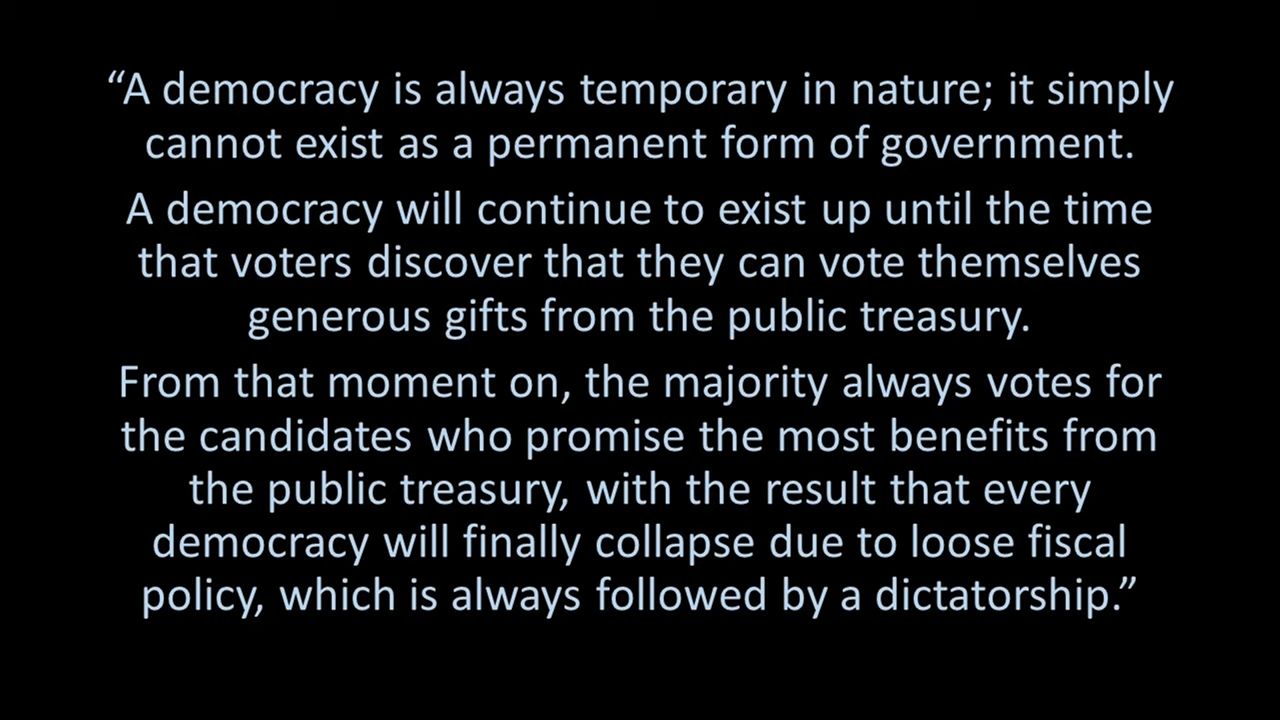 “A democracy is always temporary in nature; it simply
cannot exist as a permanent form of government.
A democracy will continue to exist up until the time
that voters discover that they can vote themselves
generous gifts from the public treasury.
From that moment on, the majority always votes for
the candidates who promise the most benefits from
the public treasury, with the result that every
democracy will finally collapse due to loose fiscal
policy, which is always followed by a dictatorship.”